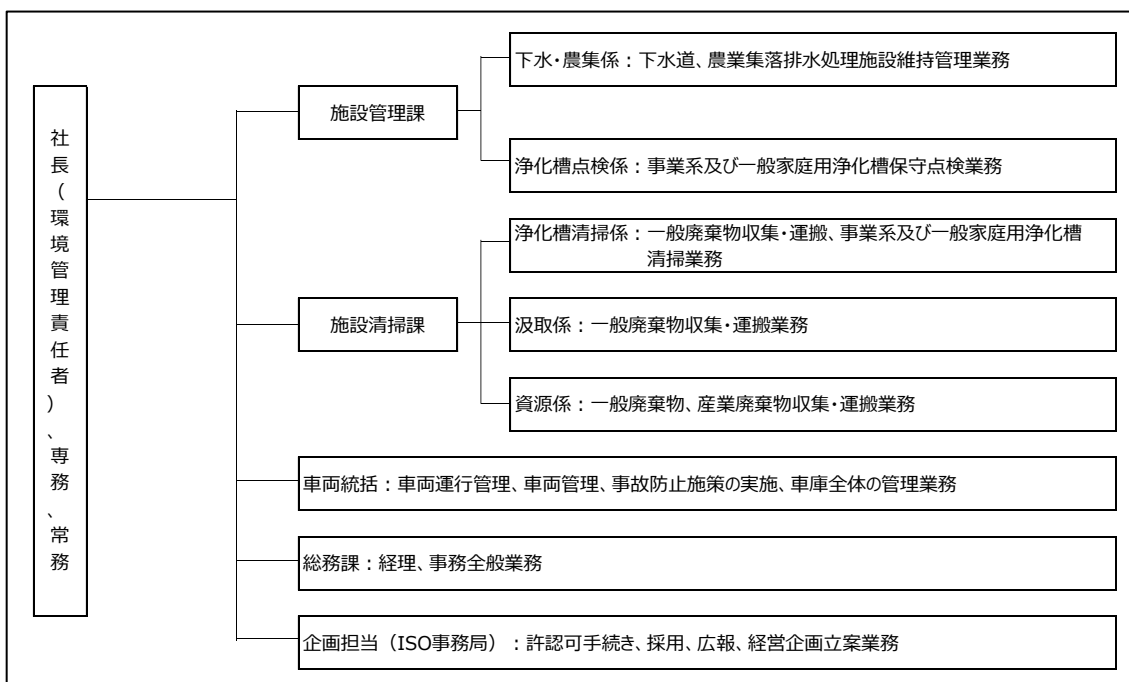 社長(環境管理責任者)、専務、常務
施設管理課
下水・農集係：下水道、農業集落排水処理施設維持管理業務
浄化槽点検係：事業系及び一般家庭用浄化槽保守点検業務
施設清掃課
浄化槽清掃係：一般廃棄物収集・運搬、事業系及び一般家庭用浄化槽
清掃業務
汲取係：一般廃棄物収集・運搬業務
資源係：一般廃棄物、産業廃棄物収集・運搬業務
車両統括：車両運行管理、車両管理、事故防止施策の実施、車庫全体の管理業務
総務課：経理、事務全般業務
企画担当（ISO事務局）：許認可手続き、採用、広報、経営企画立案業務